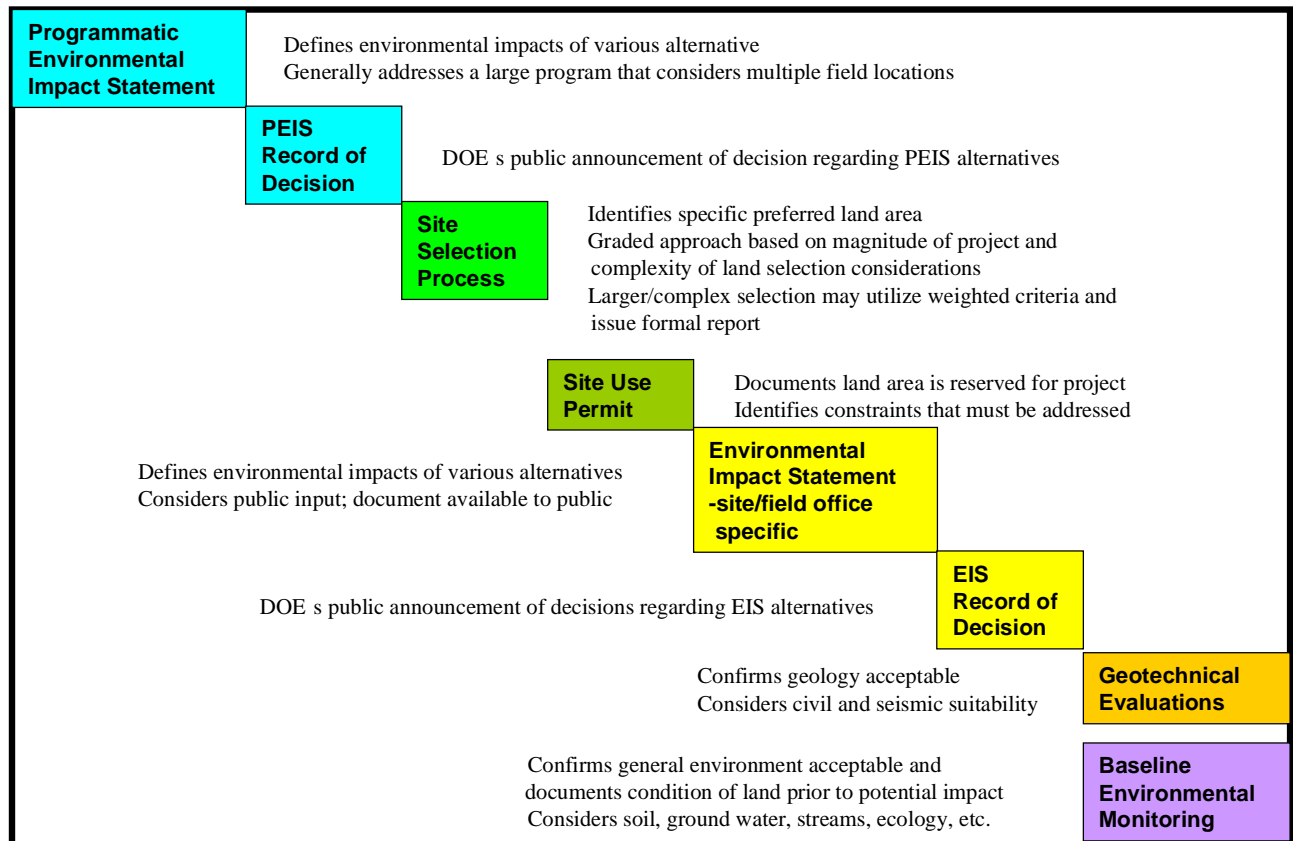 Programmatic
Environmental
Impact Statement
Defines environmental impacts of various alternative
Generally addresses a large program that considers multiple field locations
PEIS
Record of
Decision
DOE s public announcement of decision regarding PEIS alternatives
Site
Selection
Process
Identifies specific preferred land area
Graded approach based on magnitude of project and
complexity of land selection considerations
Larger/complex selection may utilize weighted criteria and
issue formal report
Site Use
Permit
Documents land area is reserved for project
Identifies constraints that must be addressed
Environmental
Impact Statement
-site/field office
specific
Defines environmental impacts of various alternatives
Considers public input; document available to public
EIS
Record of
Decision
DOE s public announcement of decisions regarding EIS alternatives
Geotechnical
Evaluations
Confirms geology acceptable
Considers civil and seismic suitability
Baseline
Environmental
Monitoring
Confirms general environment acceptable and
documents condition of land prior to potential impact
Considers soil, ground water, streams, ecology, etc.